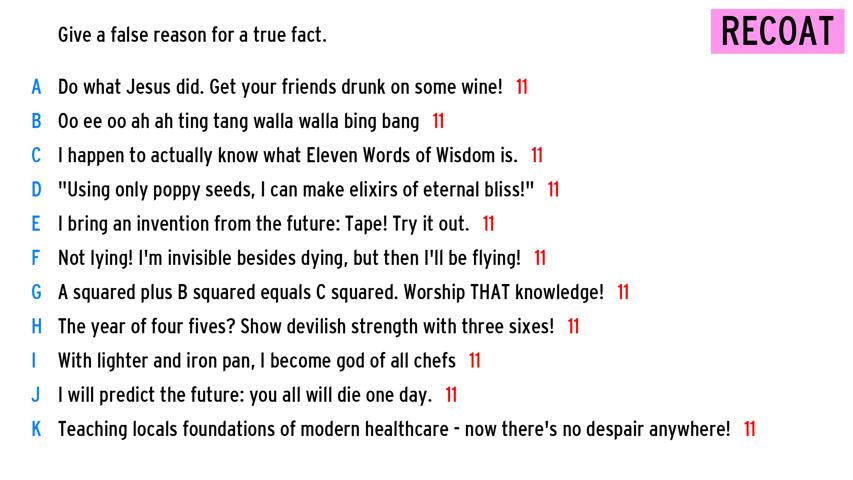 Give a false reason for a true fact.
RECOAT
A Do what Jesus did. Get your friends drunk on some wine! 11
B Oo ee oo ah ah ting tang walla walla bing bang 11
C I happen to actually know what Eleven Words of Wisdom is. 11
D "Using only poppy seeds, I can make elixirs of eternal bliss!" 11
E I bring an invention from the future: Tape! Try it out. 11
F Not lying! I'm invisible besides dying, but then I'll be flying! 11
G A squared plus B squared equals C squared. Worship THAT knowledge! 11
H The year of four fives? Show devilish strength with three sixes! 11
I With lighter and iron pan, I become god of all chefs 11
J I will predict the future: you all will die one day. 11
K Teaching locals foundations of modern healthcare - now there's no despair anywhere! 11